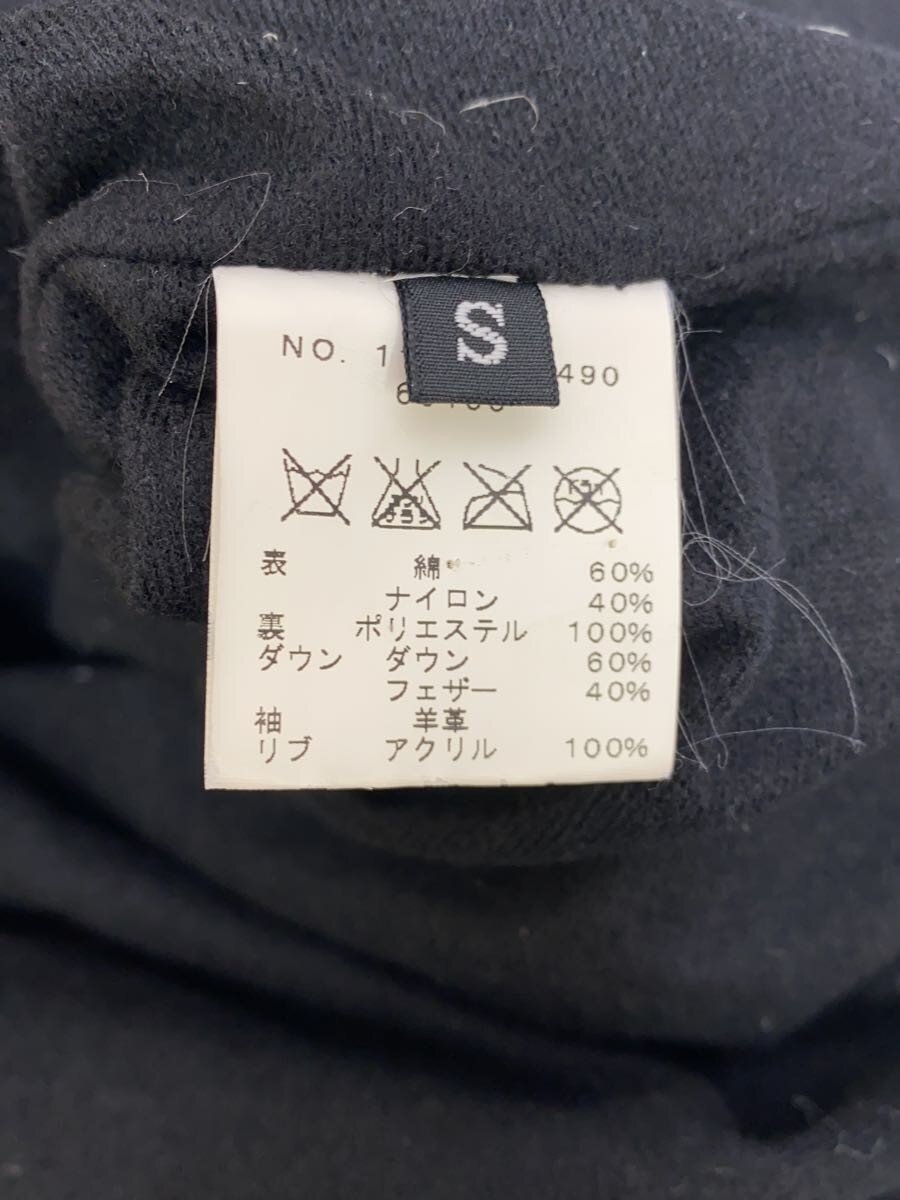 S
NO. 1 490
表 綿 60%
ナイロン 40%
裏 ポリエステル 100%
ダウン ダウン 60%
フェザー 40%
袖 羊革
リブ アクリル 100%